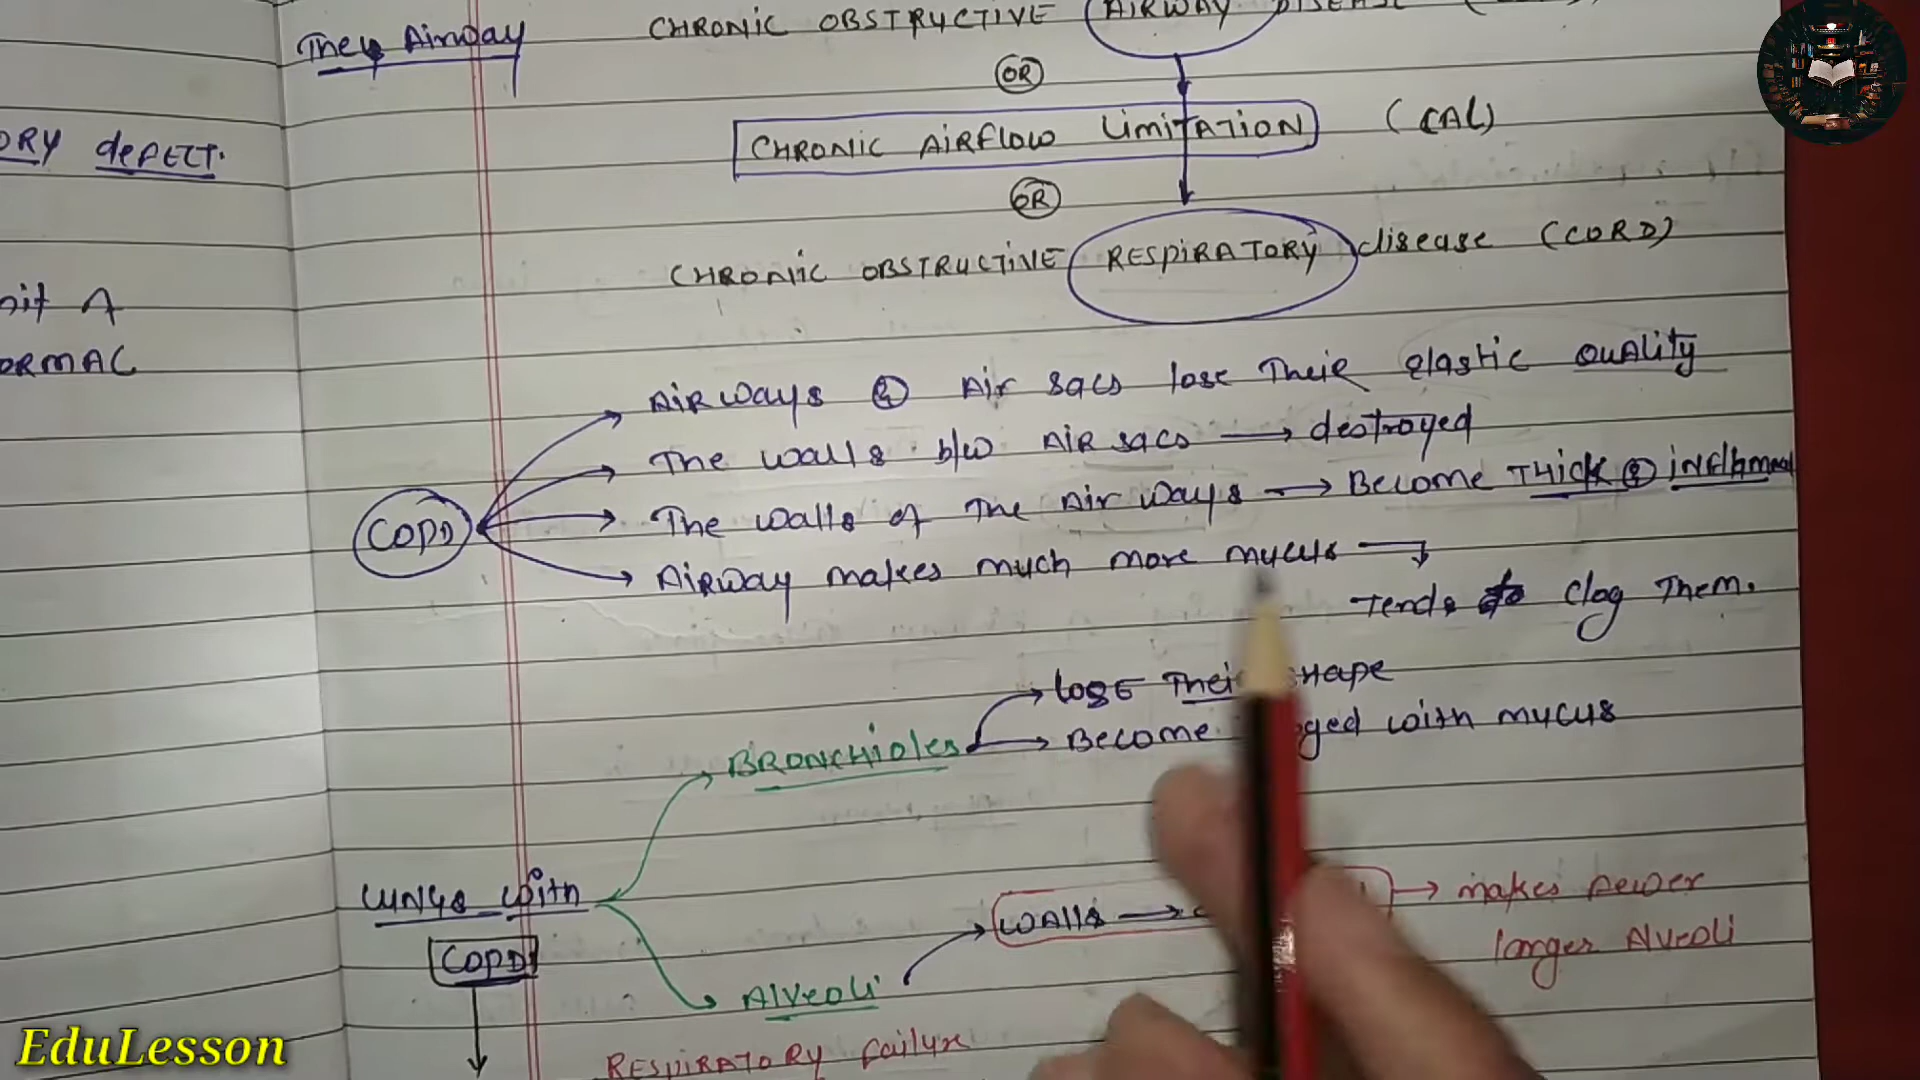 They Airway
CHRONIC OBSTRUCTIVE AIRWAY DISEASE
OR
CHRONIC AIRFLOW LIMITATION (CAL)
OR
CHRONIC OBSTRUCTIVE RESPIRATORY disease (CORD)
ORY defect.
A
ORMAL
COPD
AirWays & Air sacs lose Their elastic QUALity
The walls b/w Air sacs → destroyed
The walls of The Air Ways → Become THick & inflamed
AirWay makes much more mucus →
Tends to Clog Them.
BRONCHIOles
lose Their SHAPE
Become with mucus
LUNGS With
COPD
Alveoli
WAlls →
→ makes fewer
larger Alveoli
RESPIRATORY failure
EduLesson